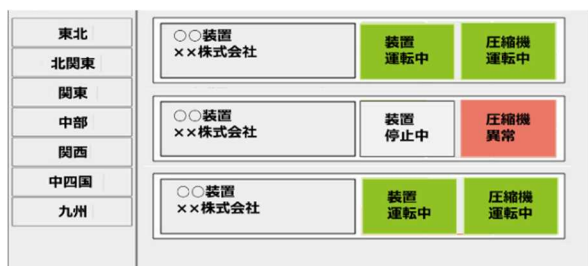 東北
北関東
関東
中部
関西
中四国
九州
○○装置
××株式会社
装置
運転中
圧縮機
運転中
○○装置
××株式会社
装置
停止中
圧縮機
異常
○○装置
××株式会社
装置
運転中
圧縮機
運転中